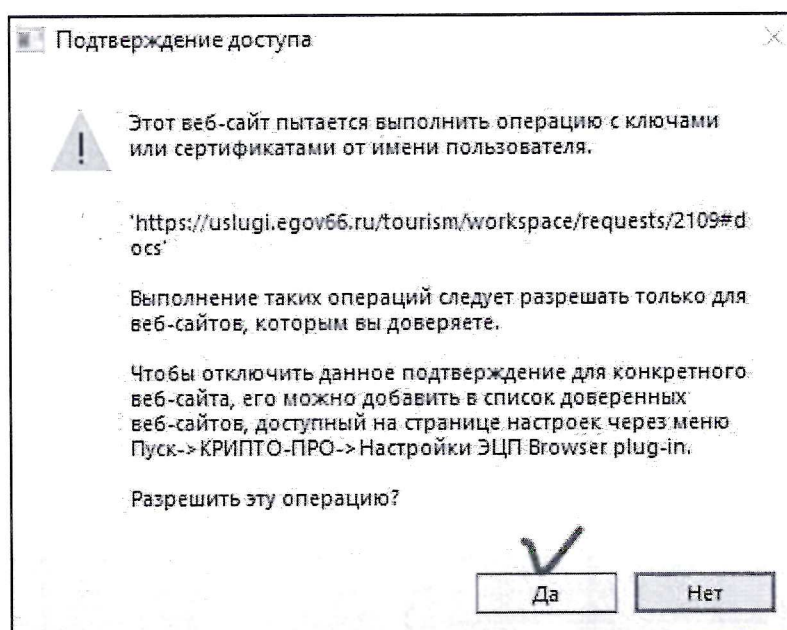 Подтверждение доступа
Этот веб-сайт пытается выполнить операцию с ключами
или сертификатами от имени пользователя.
'https://uslugi.egov66.ru/tourism/workspace/requests/2109#d
ocs'
Выполнение таких операций следует разрешать только для
веб-сайтов, которым вы доверяете.
Чтобы отключить данное подтверждение для конкретного
веб-сайта, его можно добавить в список доверенных
веб-сайтов, доступный на странице настроек через меню
Пуск->КРИПТО-ПРО->Настройки ЭЦП Browser plug-in.
Разрешить эту операцию?
Да
Нет